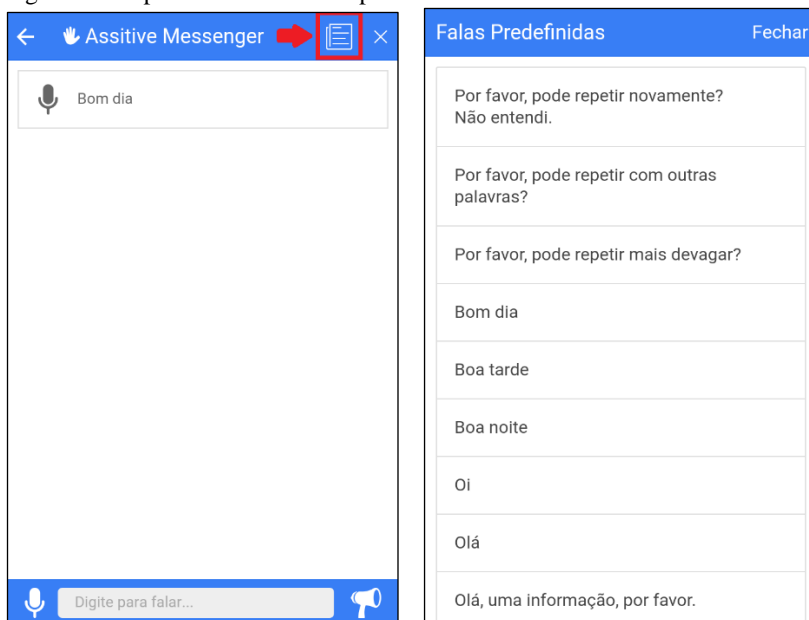 Assitive Messenger
Bom dia
Digite para falar...
Falas Predefinidas
Fechar
Por favor, pode repetir novamente?
Não entendi.
Por favor, pode repetir com outras
palavras?
Por favor, pode repetir mais devagar?
Bom dia
Boa tarde
Boa noite
Oi
Olá
Olá, uma informação, por favor.